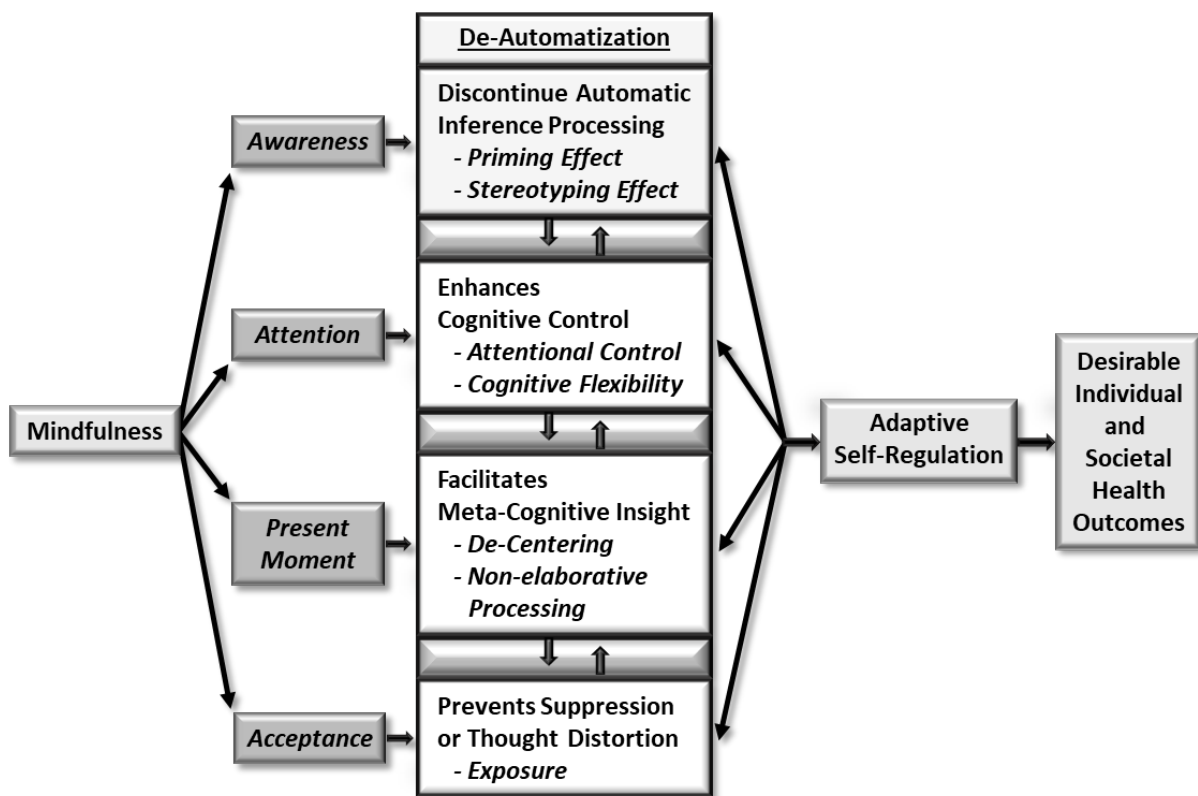 De-Automatization
Discontinue Automatic
Inference Processing
- Priming Effect
- Stereotyping Effect
Awareness
Enhances
Cognitive Control
- Attentional Control
- Cognitive Flexibility
Attention
Mindfulness
Facilitates
Meta-Cognitive Insight
- De-Centering
- Non-elaborative
Processing
Present
Moment
Prevents Suppression
or Thought Distortion
- Exposure
Acceptance
Adaptive
Self-Regulation
Desirable
Individual
and
Societal
Health
Outcomes